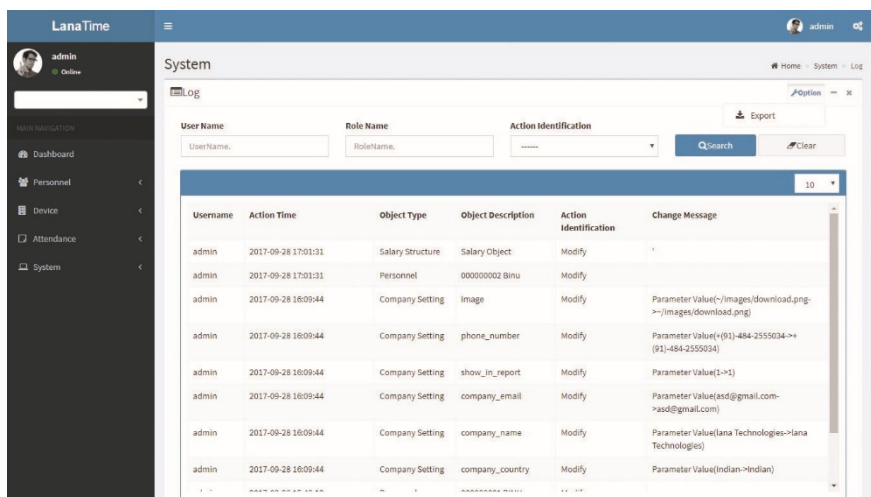 LanaTime
admin
admin
Online
System
Home > System > Log
Log
Option
Export
MAIN NAVIGATION
User Name
Role Name
Action Identification
UserName.
RoleName.
------
Search
Clear
Dashboard
Personnel
Device
Attendance
System
10
Username Action Time Object Type Object Description Action Identification Change Message
admin 2017-09-28 17:01:31 Salary Structure Salary Object Modify '
admin 2017-09-28 17:01:31 Personnel 000000002 Binu Modify
admin 2017-09-28 16:09:44 Company Setting image Modify Parameter Value(~/images/download.png-
>~/images/download.png)
admin 2017-09-28 16:09:44 Company Setting phone_number Modify Parameter Value(+(91)-484-2555034->+
(91)-484-2555034)
admin 2017-09-28 16:09:44 Company Setting show_in_report Modify Parameter Value(1->1)
admin 2017-09-28 16:09:44 Company Setting company_email Modify Parameter Value(asd@gmail.com-
>asd@gmail.com)
admin 2017-09-28 16:09:44 Company Setting company_name Modify Parameter Value(lana Technologies->lana
Technologies)
admin 2017-09-28 16:09:44 Company Setting company_country Modify Parameter Value(Indian->Indian)